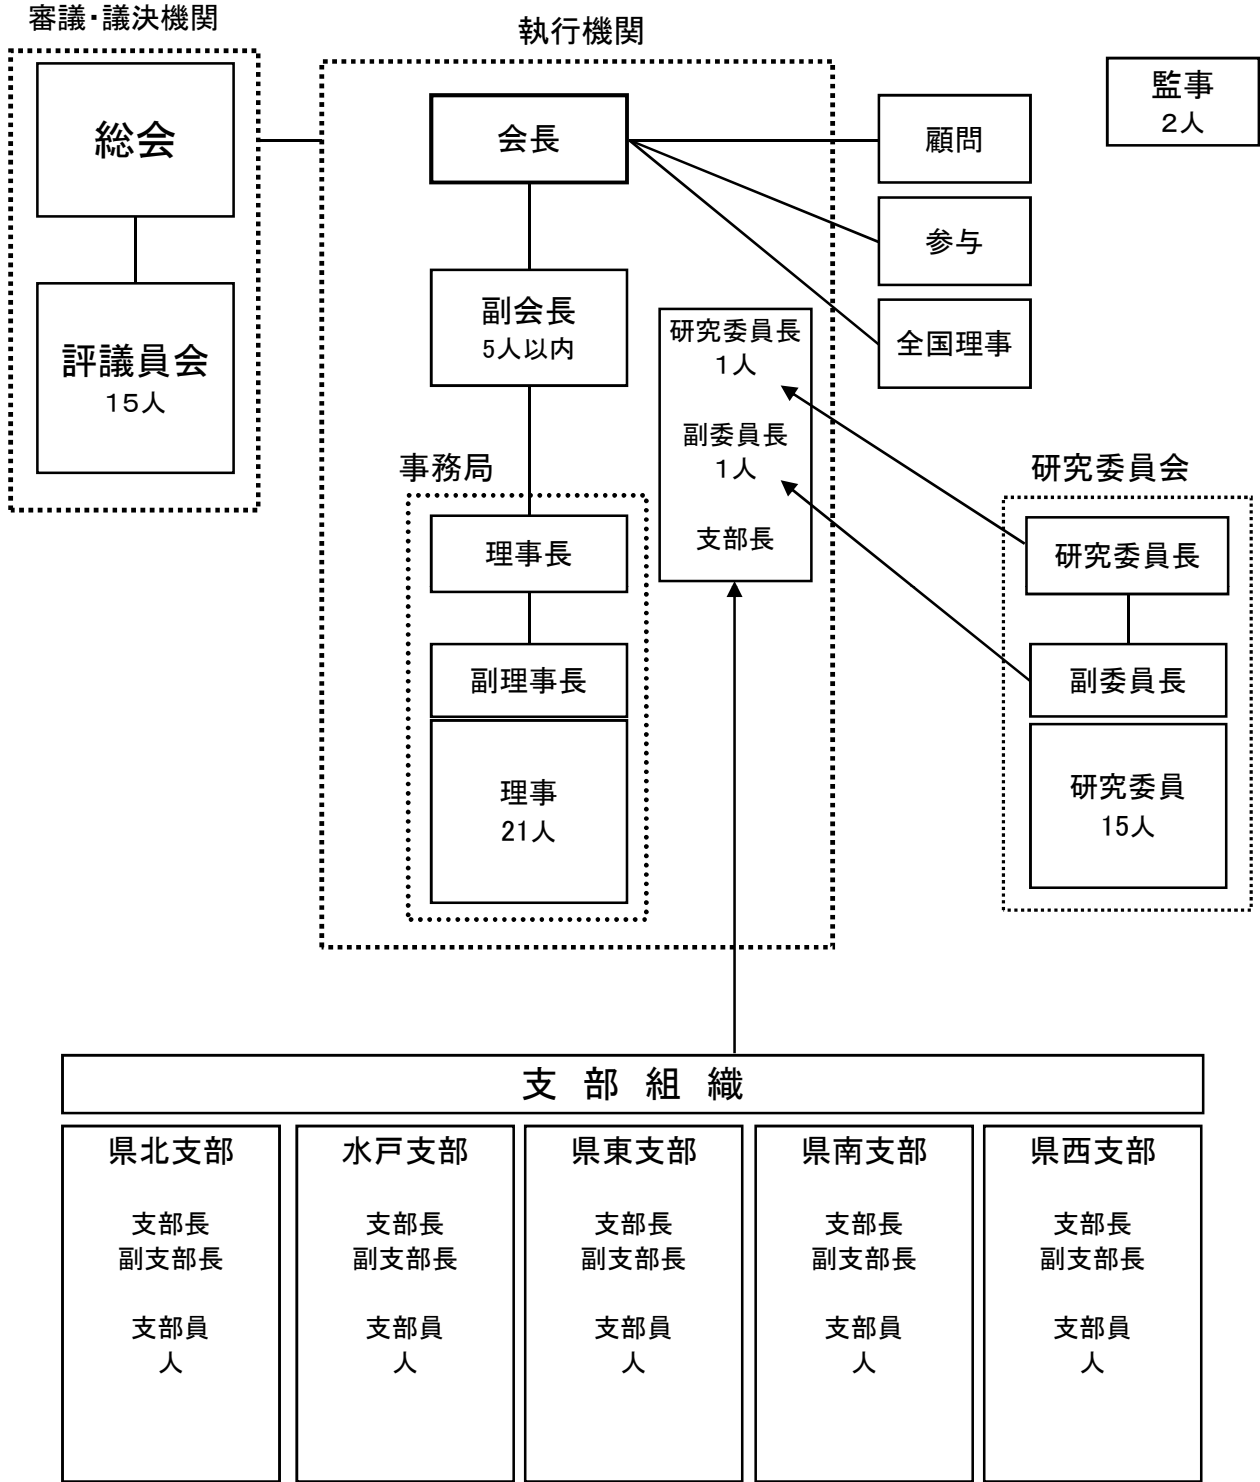 審議・議決機関
総会
評議員会
15人
執行機関
会長
副会長
5人以内
事務局
理事長
副理事長
理事
21人
研究委員長
1人
副委員長
1人
支部長
顧問
参与
全国理事
監事
2人
研究委員会
研究委員長
副委員長
研究委員
15人
支部組織
県北支部
支部長
副支部長
支部員
人
水戸支部
支部長
副支部長
支部員
人
県東支部
支部長
副支部長
支部員
人
県南支部
支部長
副支部長
支部員
人
県西支部
支部長
副支部長
支部員
人